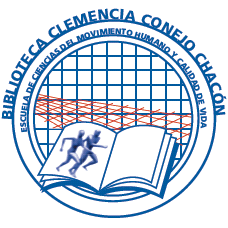 BIBLIOTECA CLEMENCIA CONEJO CHACÓN
ESCUELA DE CIENCIAS DEL MOVIMIENTO HUMANO Y CALIDAD DE VIDA